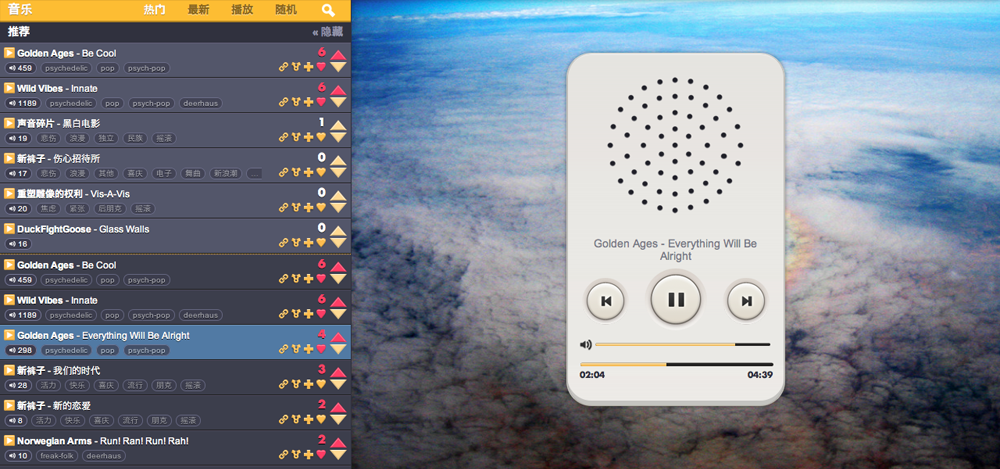 音乐 热门 最新 播放 随机
推荐 « 隐藏
Golden Ages - Be Cool 6
459 psychedelic pop psych-pop
Wild Vibes - Innate 6
1189 psychedelic pop psych-pop deerhaus
声音碎片 - 黑白电影 1
19 悲伤 浪漫 独立 民族 摇滚
新裤子 - 伤心招待所 0
17 悲伤 浪漫 其他 喜庆 电子 舞曲 新浪潮 ...
重塑雕像的权利 - Vis-A-Vis 0
20 焦虑 紧张 后朋克 摇滚
DuckFightGoose - Glass Walls 0
16
Golden Ages - Be Cool 6
459 psychedelic pop psych-pop
Wild Vibes - Innate 6
1189 psychedelic pop psych-pop deerhaus
Golden Ages - Everything Will Be Alright 4
298 psychedelic pop psych-pop
新裤子 - 我们的时代 3
28 活力 快乐 喜庆 流行 朋克 摇滚
新裤子 - 新的恋爱 2
8 活力 快乐 喜庆 流行 朋克 摇滚
Norwegian Arms - Run! Ran! Run! Rah! 2
10 freak-folk deerhaus
Golden Ages - Everything Will Be
Alright
02:04 04:39